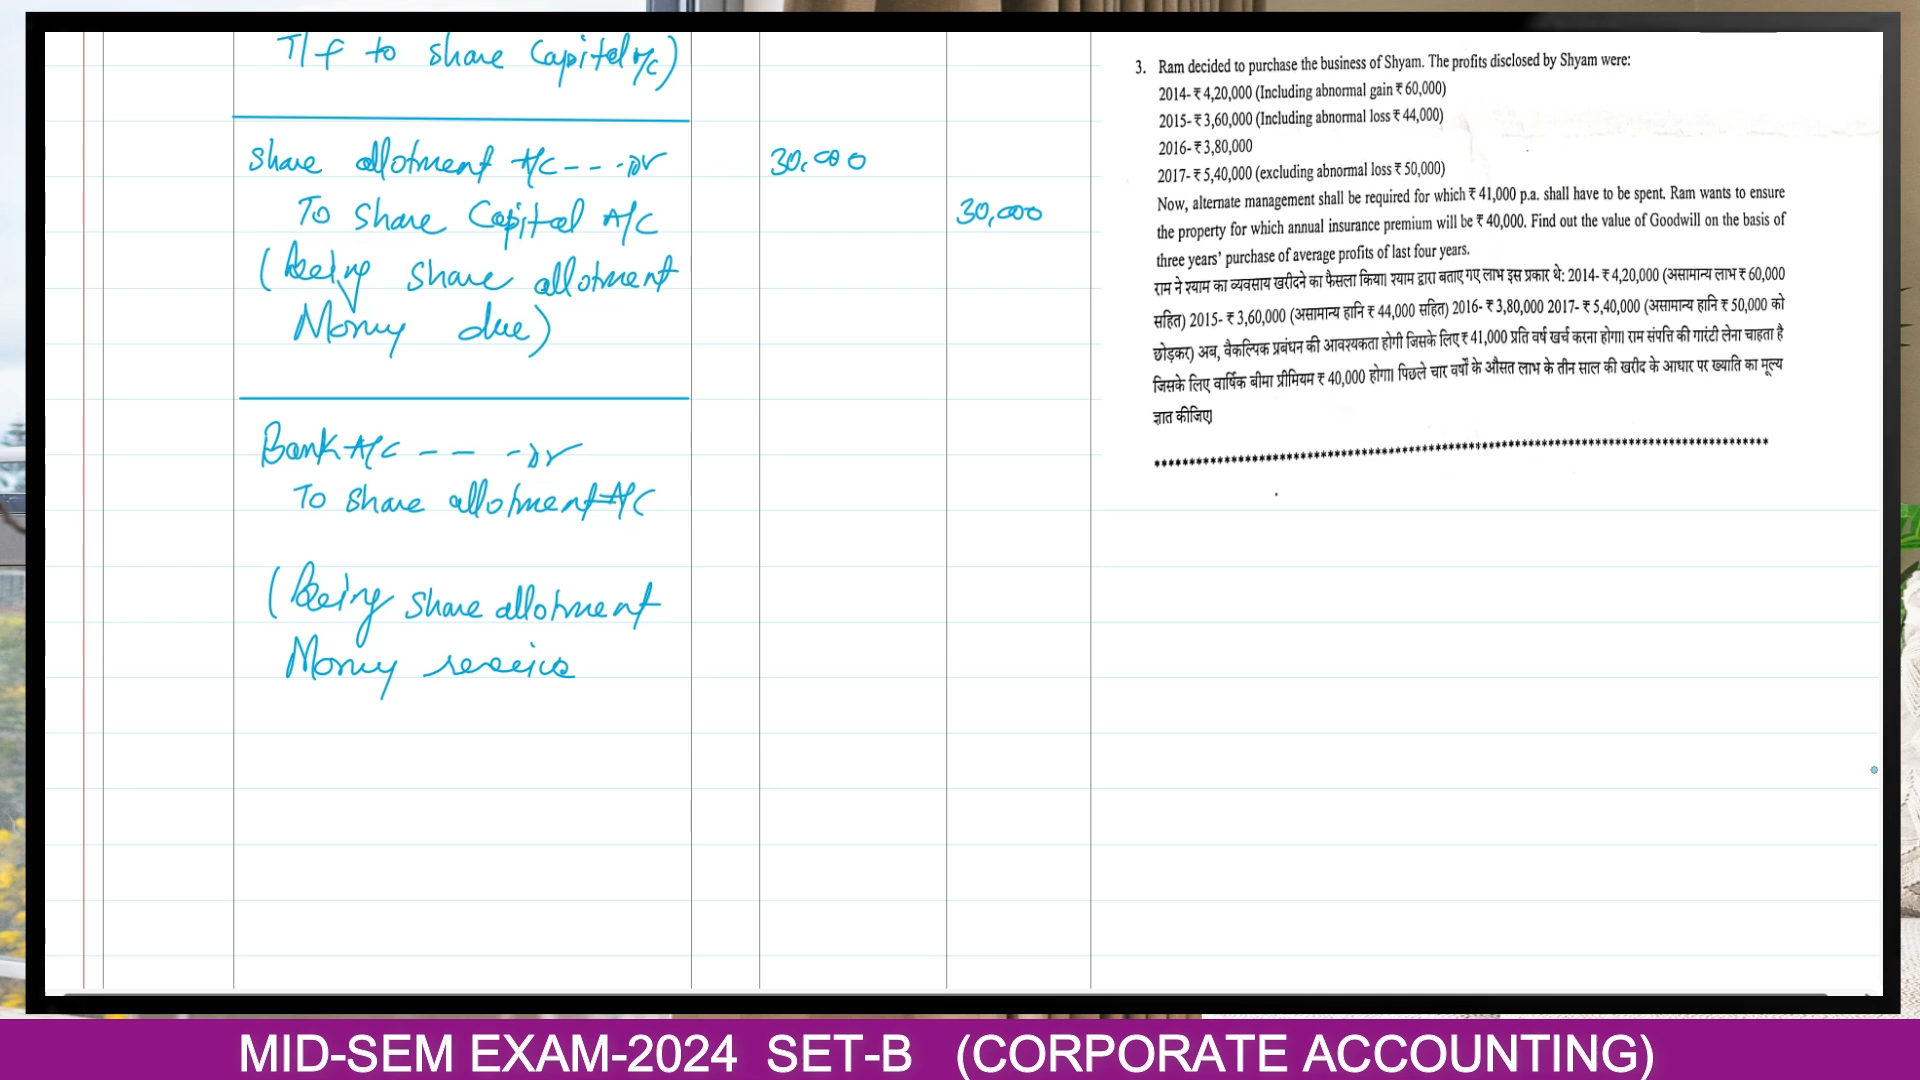 T/f to share Capital A/c)
Share allotment A/c - - - Dr 30,000
To Share Capital A/C 30,000
(Being Share allotment
Money due)
Bank A/C - - - Dr
To Share allotment A/C
(Being Share allotment
Money receive
3. Ram decided to purchase the business of Shyam. The profits disclosed by Shyam were:
2014- ₹ 4,20,000 (Including abnormal gain ₹ 60,000)
2015- ₹ 3,60,000 (Including abnormal loss ₹ 44,000)
2016- ₹ 3,80,000
2017- ₹ 5,40,000 (excluding abnormal loss ₹ 50,000)
Now, alternate management shall be required for which ₹ 41,000 p.a. shall have to be spent. Ram wants to ensure
the property for which annual insurance premium will be ₹ 40,000. Find out the value of Goodwill on the basis of
three years' purchase of average profits of last four years.
राम ने श्याम का व्यवसाय खरीदने का फैसला किया। श्याम द्वारा बताए गए लाभ इस प्रकार थे: 2014- ₹ 4,20,000 (असामान्य लाभ ₹ 60,000
सहित) 2015- ₹ 3,60,000 (असामान्य हानि ₹ 44,000 सहित) 2016- ₹ 3,80,000 2017- ₹ 5,40,000 (असामान्य हानि ₹ 50,000 को
छोड़कर) अब, वैकल्पिक प्रबंधन की आवश्यकता होगी जिसके लिए ₹ 41,000 प्रति वर्ष खर्च करना होगा। राम संपत्ति की गारंटी लेना चाहता है
जिसके लिए वार्षिक बीमा प्रीमियम ₹ 40,000 होगा। पिछले चार वर्षों के औसत लाभ के तीन साल की खरीद के आधार पर ख्याति का मूल्य
ज्ञात कीजिए।
MID-SEM EXAM-2024 SET-B (CORPORATE ACCOUNTING)